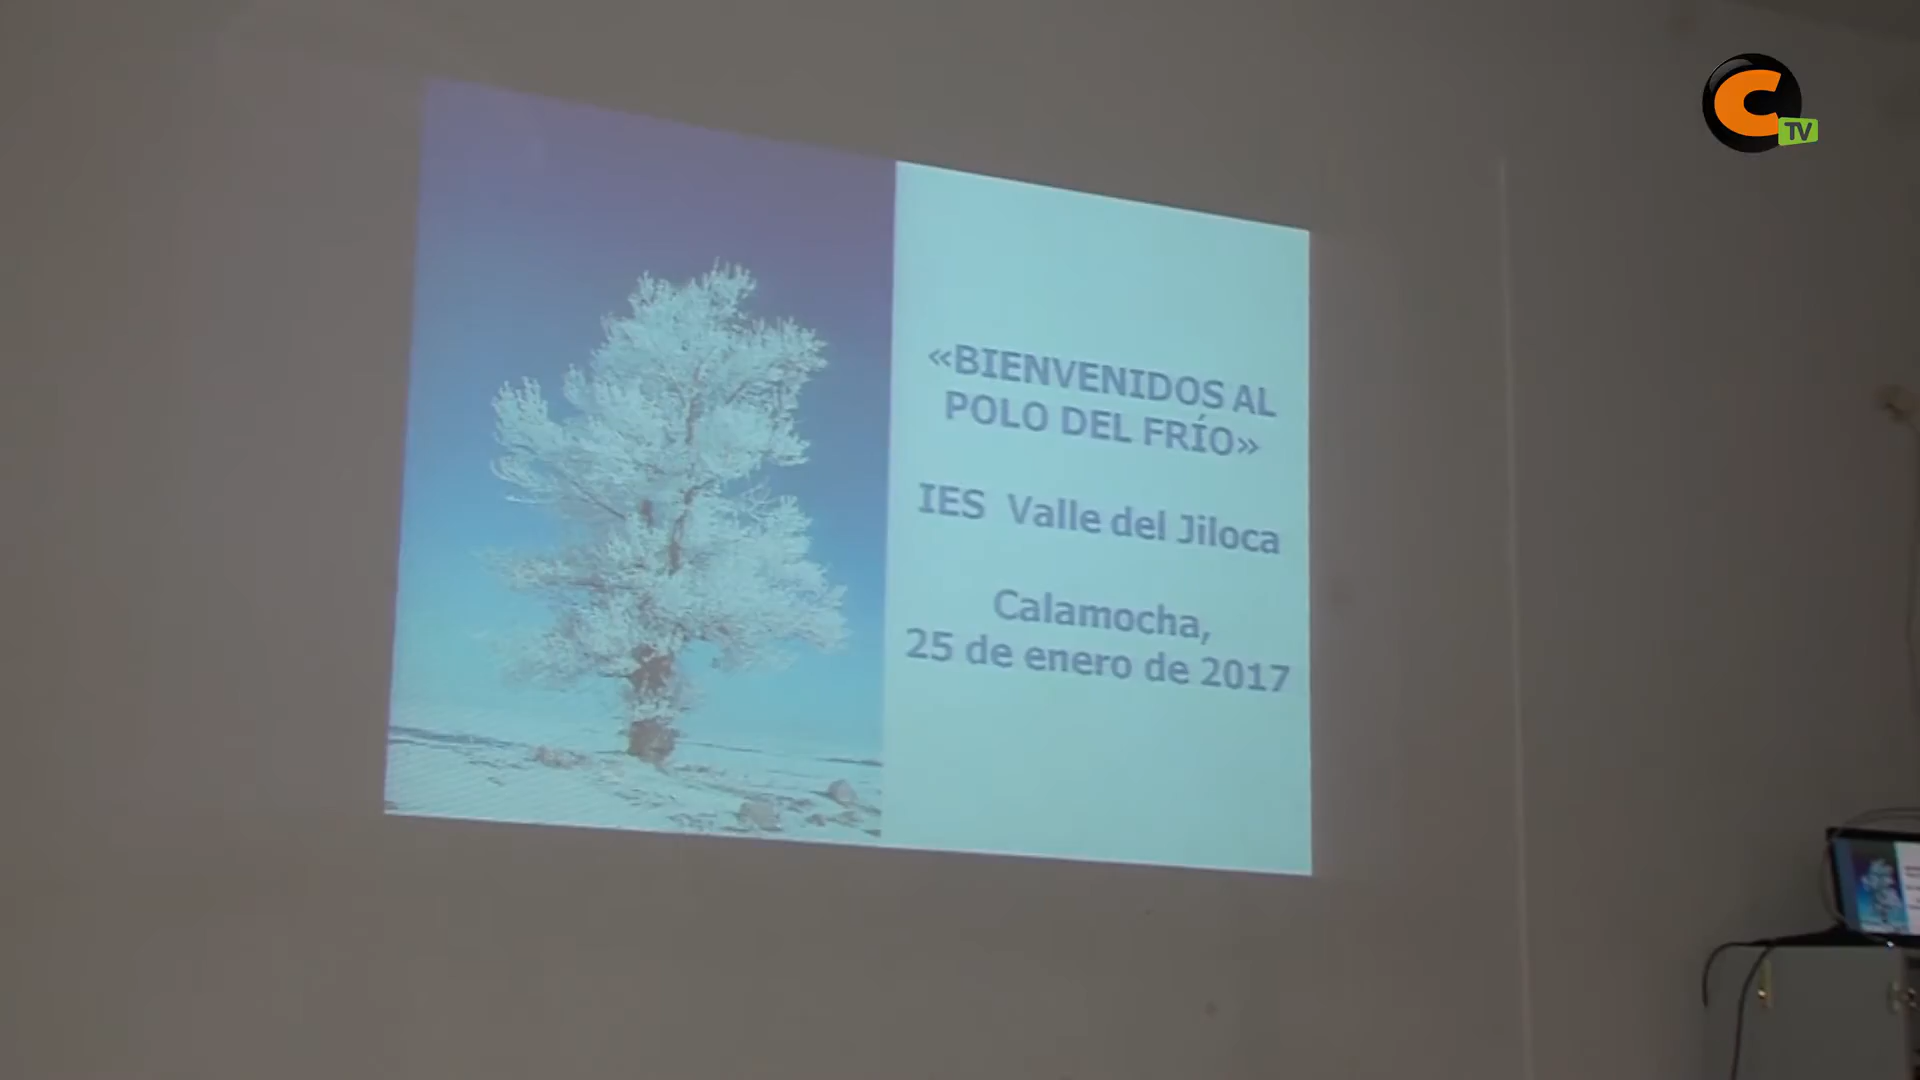 C
TV
«BIENVENIDOS AL
POLO DEL FRÍO»
IES Valle del Jiloca
Calamocha,
25 de enero de 2017